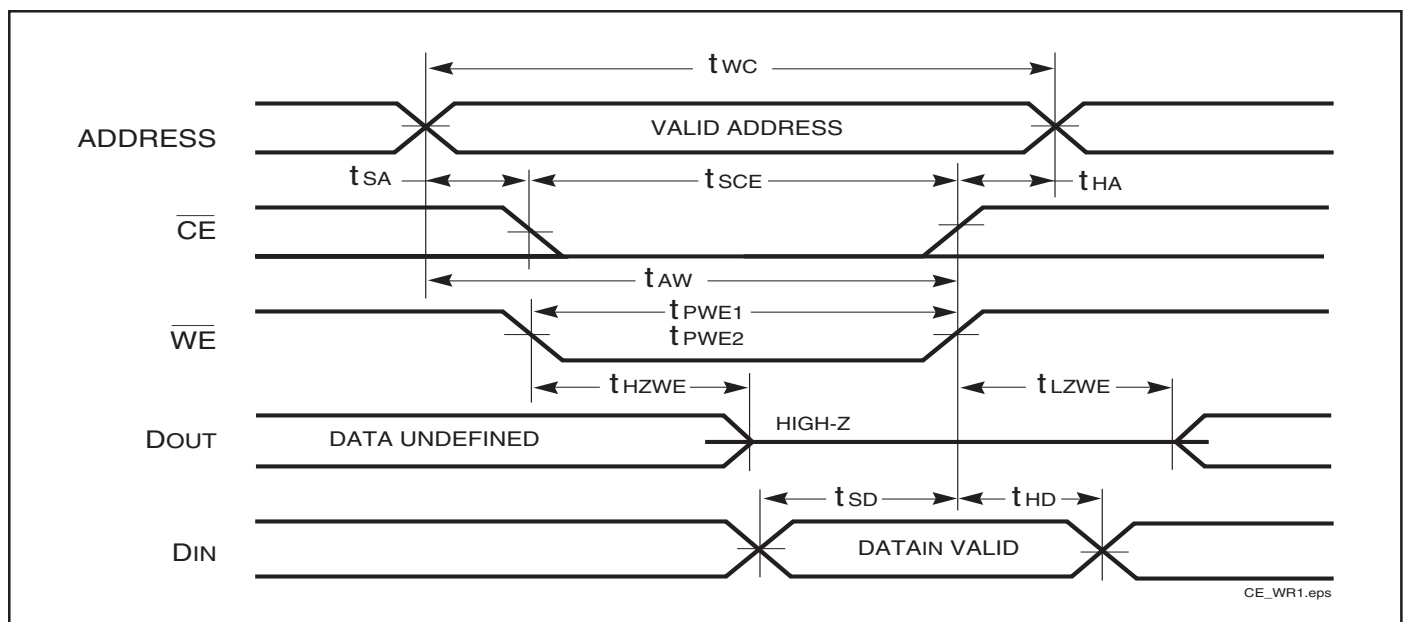 tWC
ADDRESS
VALID ADDRESS
tSA
tSCE
tHA
CE
tAW
WE
tPWE1
tPWE2
tHZWE
tLZWE
DOUT
DATA UNDEFINED
HIGH-Z
tSD
tHD
DIN
DATAIN VALID
CE_WR1.eps